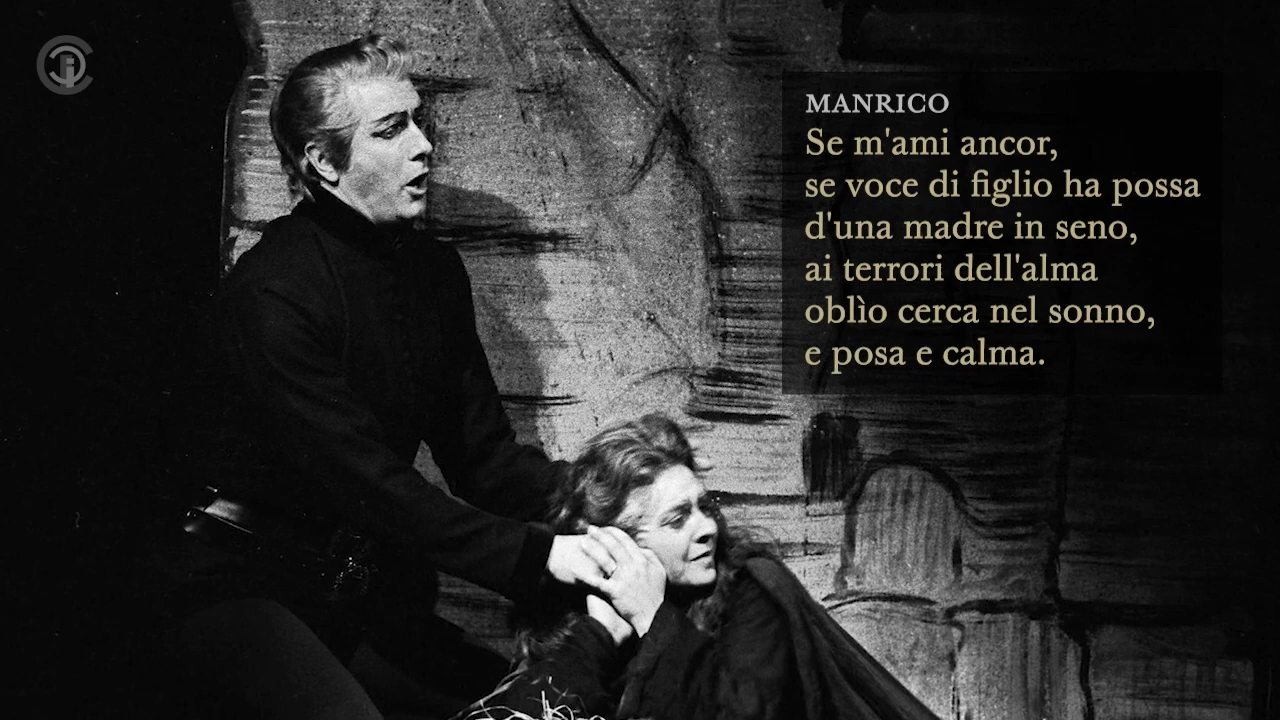 MANRICO
Se m'ami ancor,
se voce di figlio ha possa
d'una madre in seno,
ai terrori dell'alma
oblìo cerca nel sonno,
e posa e calma.